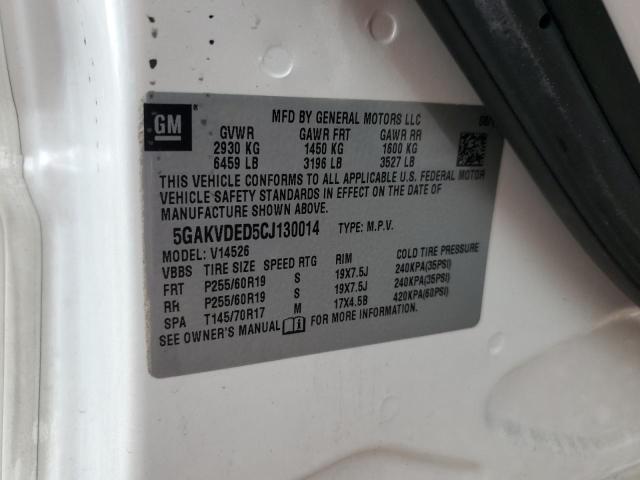 GM
MFD BY GENERAL MOTORS LLC
GVWR GAWR FRT GAWR RR
2930 KG 1450 KG 1600 KG
6459 LB 3196 LB 3527 LB
THIS VEHICLE CONFORMS TO ALL APPLICABLE U.S. FEDERAL MOTOR
VEHICLE SAFETY STANDARDS IN EFFECT ON THE DATE OF
MANUFACTURE SHOWN ABOVE.
5GAKVDED5CJ130014 TYPE: M.P.V.
MODEL: V14526
VBBS TIRE SIZE SPEED RTG RIM COLD TIRE PRESSURE
FRT P255/60R19 S 19X7.5J 240KPA(35PSI)
RR P255/60R19 S 19X7.5J 240KPA(35PSI)
SPA T145/70R17 M 17X4.5B 420KPA(60PSI)
SEE OWNER'S MANUAL FOR MORE INFORMATION.